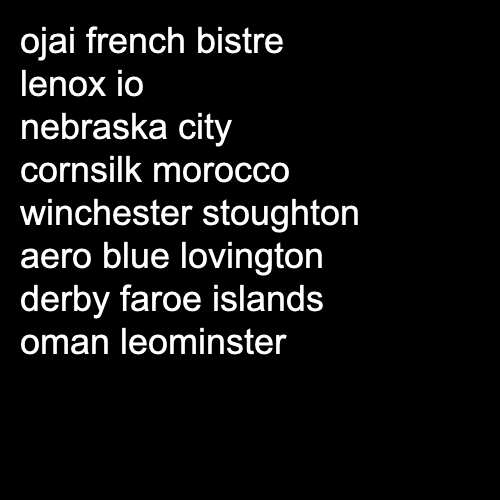 ojai french bistre
lenox io
nebraska city
cornsilk morocco
winchester stoughton
aero blue lovington
derby faroe islands
oman leominster